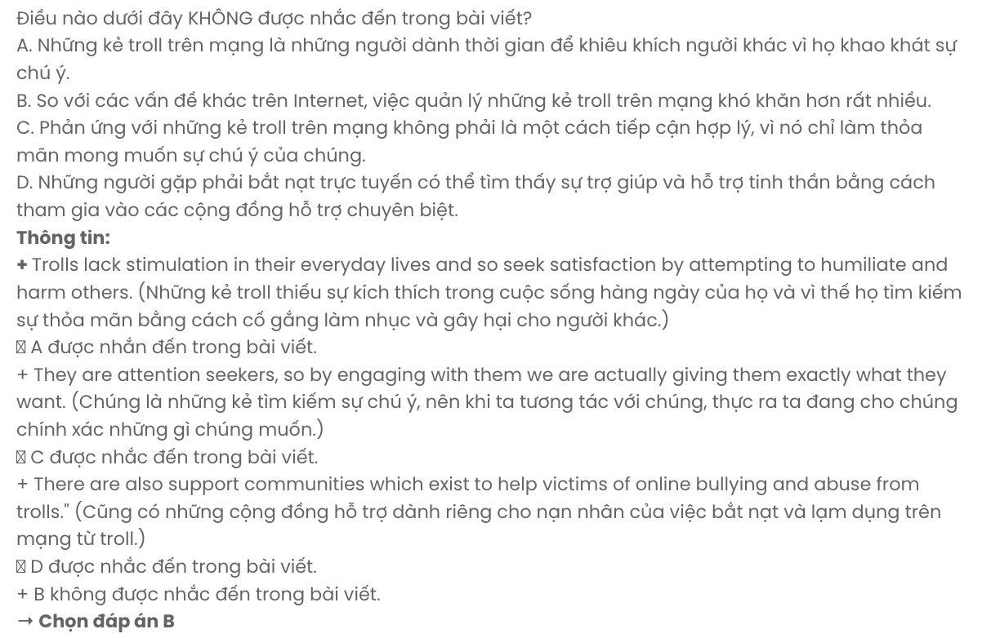 Điều nào dưới đây KHÔNG được nhắc đến trong bài viết?
A. Những kẻ troll trên mạng là những người dành thời gian để khiêu khích người khác vì họ khao khát sự
chú ý.
B. So với các vấn đề khác trên Internet, việc quản lý những kẻ troll trên mạng khó khăn hơn rất nhiều.
C. Phản ứng với những kẻ troll trên mạng không phải là một cách tiếp cận hợp lý, vì nó chỉ làm thỏa
mãn mong muốn sự chú ý của chúng.
D. Những người gặp phải bắt nạt trực tuyến có thể tìm thấy sự trợ giúp và hỗ trợ tinh thần bằng cách
tham gia vào các cộng đồng hỗ trợ chuyên biệt.
Thông tin:
+ Trolls lack stimulation in their everyday lives and so seek satisfaction by attempting to humiliate and
harm others. (Những kẻ troll thiếu sự kích thích trong cuộc sống hàng ngày của họ và vì thế họ tìm kiếm
sự thỏa mãn bằng cách cố gắng làm nhục và gây hại cho người khác.)
 A được nhắn đến trong bài viết.
+ They are attention seekers, so by engaging with them we are actually giving them exactly what they
want. (Chúng là những kẻ tìm kiếm sự chú ý, nên khi ta tương tác với chúng, thực ra ta đang cho chúng
chính xác những gì chúng muốn.)
 C được nhắc đến trong bài viết.
+ There are also support communities which exist to help victims of online bullying and abuse from
trolls." (Cũng có những cộng đồng hỗ trợ dành riêng cho nạn nhân của việc bắt nạt và lạm dụng trên
mạng từ troll.)
 D được nhắc đến trong bài viết.
+ B không được nhắc đến trong bài viết.
→ Chọn đáp án B